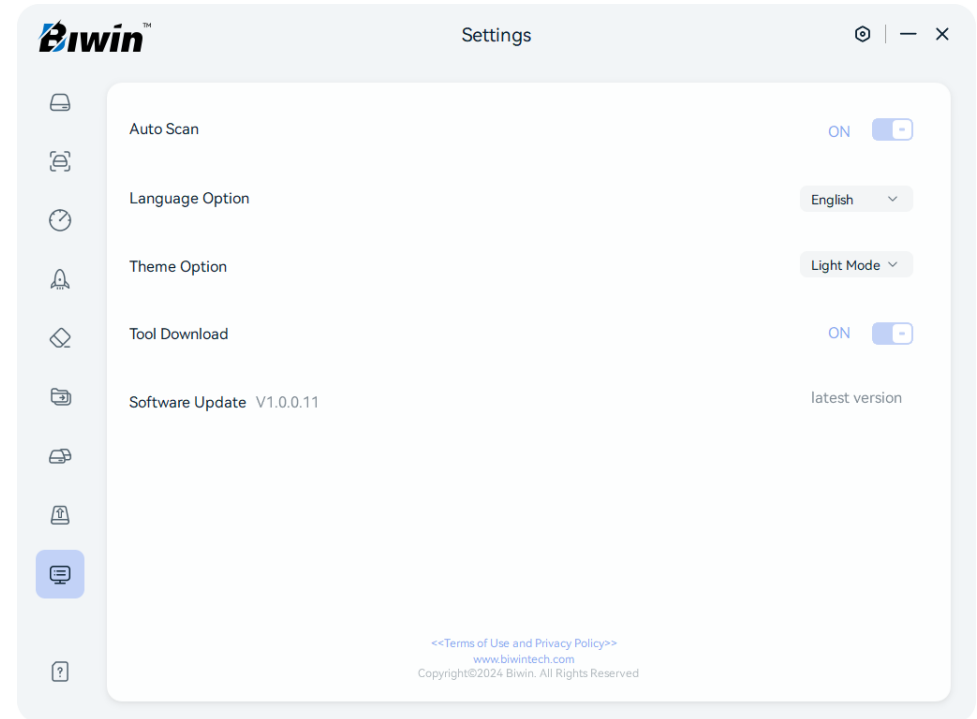 Biwin™
Settings
Auto Scan
ON
Language Option
English
Theme Option
Light Mode
Tool Download
ON
Software Update V1.0.0.11
latest version
<<Terms of Use and Privacy Policy>>
www.biwintech.com
Copyright©2024 Biwin. All Rights Reserved
?